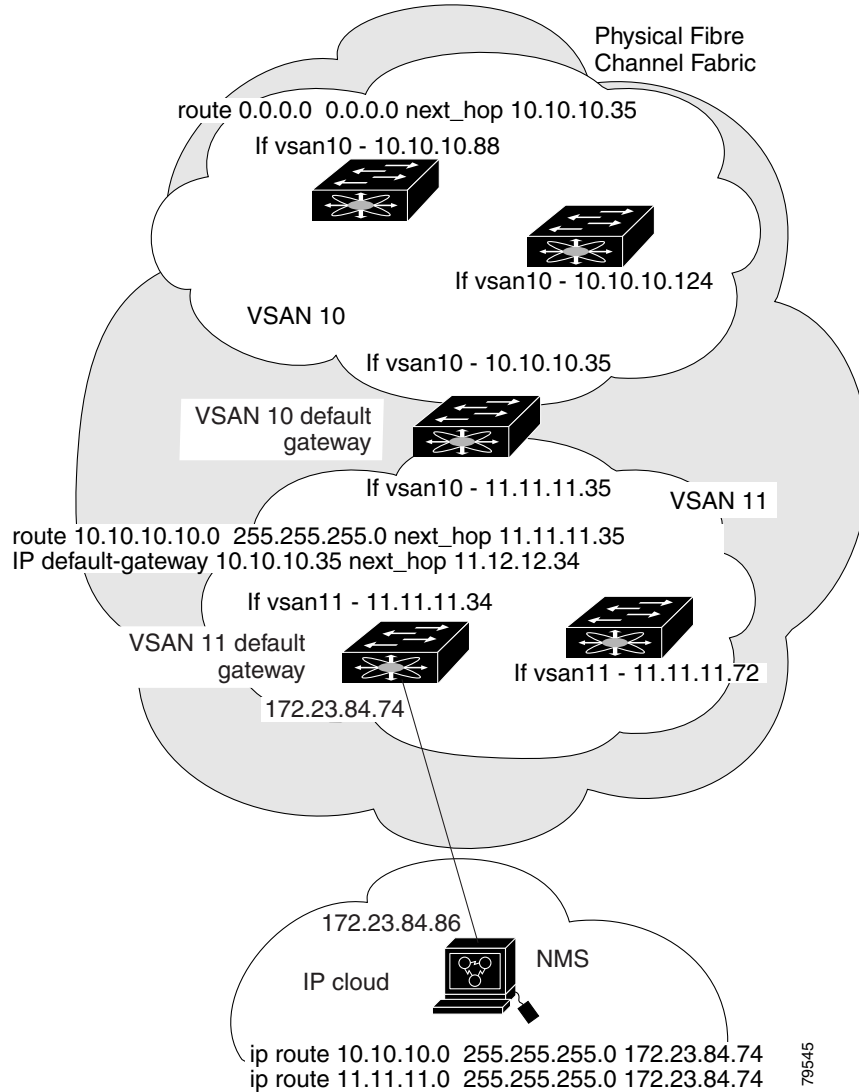 Physical Fibre
Channel Fabric
route 0.0.0.0 0.0.0.0 next_hop 10.10.10.35
If vsan10 - 10.10.10.88
If vsan10 - 10.10.10.124
VSAN 10
If vsan10 - 10.10.10.35
VSAN 10 default
gateway
If vsan10 - 11.11.11.35
VSAN 11
route 10.10.10.10.0 255.255.255.0 next_hop 11.11.11.35
IP default-gateway 10.10.10.35 next_hop 11.12.12.34
If vsan11 - 11.11.11.34
VSAN 11 default
gateway
If vsan11 - 11.11.11.72
172.23.84.74
172.23.84.86
NMS
IP cloud
ip route 10.10.10.0 255.255.255.0 172.23.84.74
ip route 11.11.11.0 255.255.255.0 172.23.84.74
79545